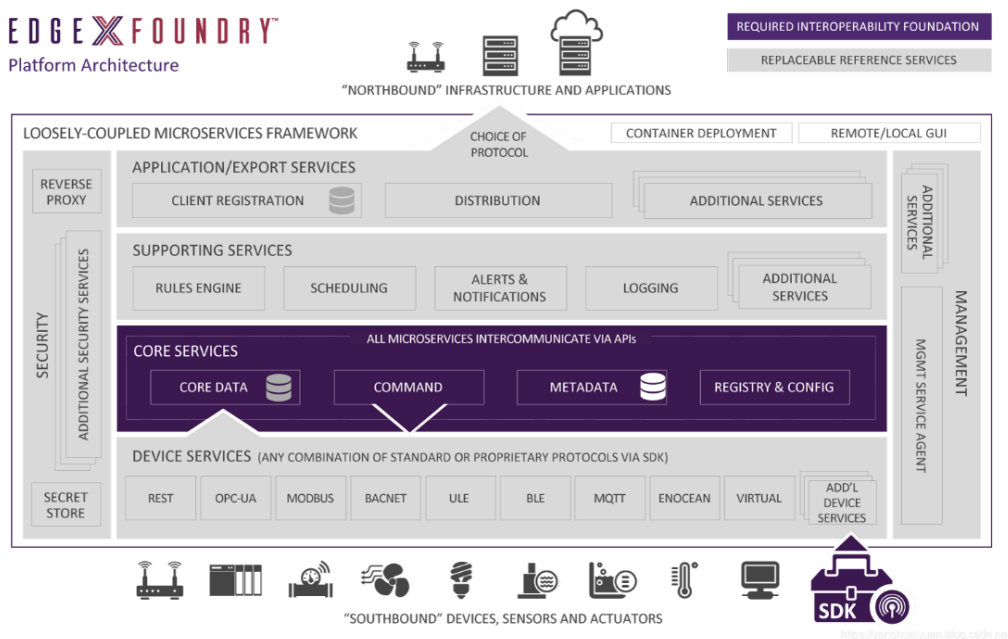 EDGE X FOUNDRY™
Platform Architecture
REQUIRED INTEROPERABILITY FOUNDATION
REPLACEABLE REFERENCE SERVICES
"NORTHBOUND" INFRASTRUCTURE AND APPLICATIONS
LOOSELY-COUPLED MICROSERVICES FRAMEWORK
CHOICE OF
PROTOCOL
CONTAINER DEPLOYMENT
REMOTE/LOCAL GUI
SECURITY
REVERSE
PROXY
ADDITIONAL SECURITY SERVICES
SECRET
STORE
APPLICATION/EXPORT SERVICES
CLIENT REGISTRATION
DISTRIBUTION
ADDITIONAL SERVICES
SUPPORTING SERVICES
RULES ENGINE
SCHEDULING
ALERTS &
NOTIFICATIONS
LOGGING
ADDITIONAL
SERVICES
ALL MICROSERVICES INTERCOMMUNICATE VIA APIs
CORE SERVICES
CORE DATA
COMMAND
METADATA
REGISTRY & CONFIG
DEVICE SERVICES (ANY COMBINATION OF STANDARD OR PROPRIETARY PROTOCOLS VIA SDK)
REST
OPC-UA
MODBUS
BACNET
ULE
BLE
MQTT
ENOCEAN
VIRTUAL
ADD'L
DEVICE
SERVICES
ADDITIONAL
SERVICES
MANAGEMENT
MGMT SERVICE AGENT
"SOUTHBOUND" DEVICES, SENSORS AND ACTUATORS
SDK